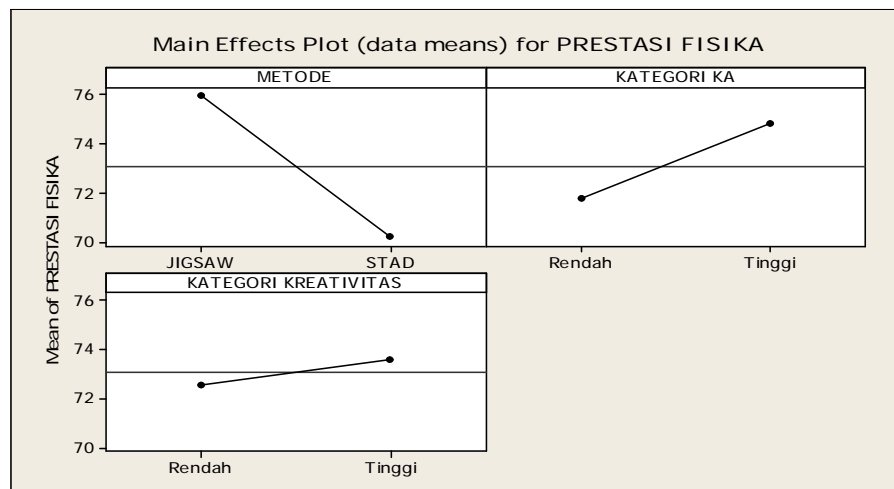 Main Effects Plot (data means) for PRESTASI FISIKA
METODE
KATEGORI KA
Mean of PRESTASI FISIKA
76
74
72
70
JIGSAW
STAD
Rendah
Tinggi
KATEGORI KREATIVITAS
76
74
72
70
Rendah
Tinggi